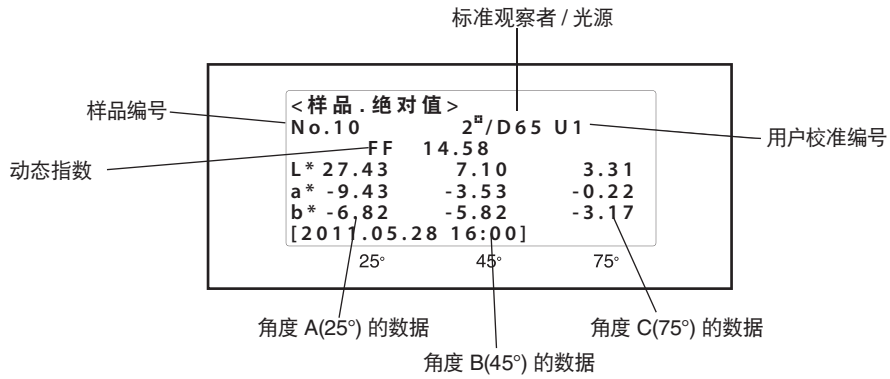 标准观察者 / 光源
样品编号
<样品.绝对值>
No.10 2°/D65 U1
用户校准编号
FF 14.58
动态指数
L* 27.43 7.10 3.31
a* -9.43 -3.53 -0.22
b* -6.82 -5.82 -3.17
[2011.05.28 16:00]
25° 45° 75°
角度 A(25°) 的数据
角度 C(75°) 的数据
角度 B(45°) 的数据